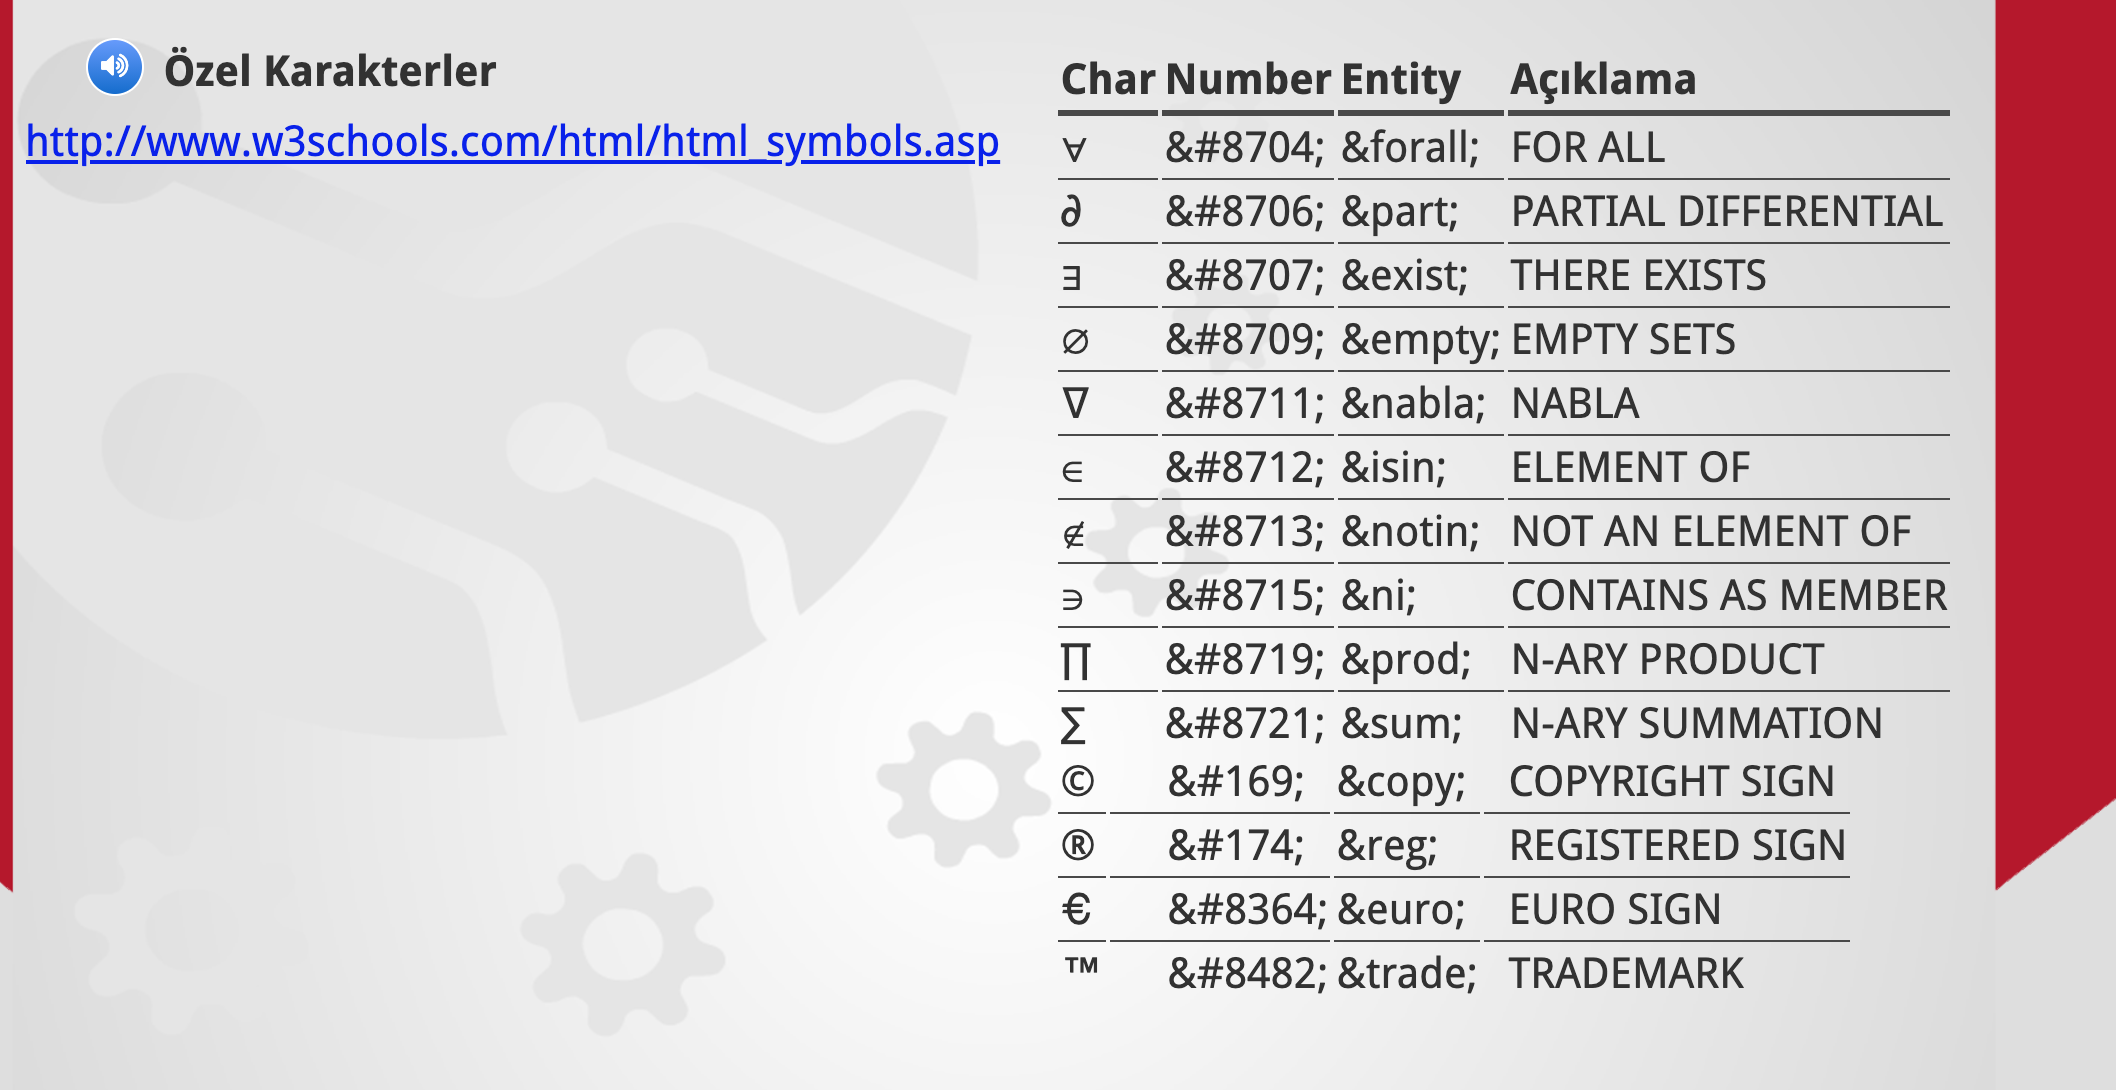 Özel Karakterler
http://www.w3schools.com/html/html_symbols.asp
Char Number Entity Açıklama
∀ &#8704; &forall; FOR ALL
∂ &#8706; &part; PARTIAL DIFFERENTIAL
∃ &#8707; &exist; THERE EXISTS
∅ &#8709; &empty; EMPTY SETS
∇ &#8711; &nabla; NABLA
∈ &#8712; &isin; ELEMENT OF
∉ &#8713; &notin; NOT AN ELEMENT OF
∋ &#8715; &ni; CONTAINS AS MEMBER
∏ &#8719; &prod; N-ARY PRODUCT
∑ &#8721; &sum; N-ARY SUMMATION
© &#169; &copy; COPYRIGHT SIGN
® &#174; &reg; REGISTERED SIGN
€ &#8364; &euro; EURO SIGN
™ &#8482; &trade; TRADEMARK